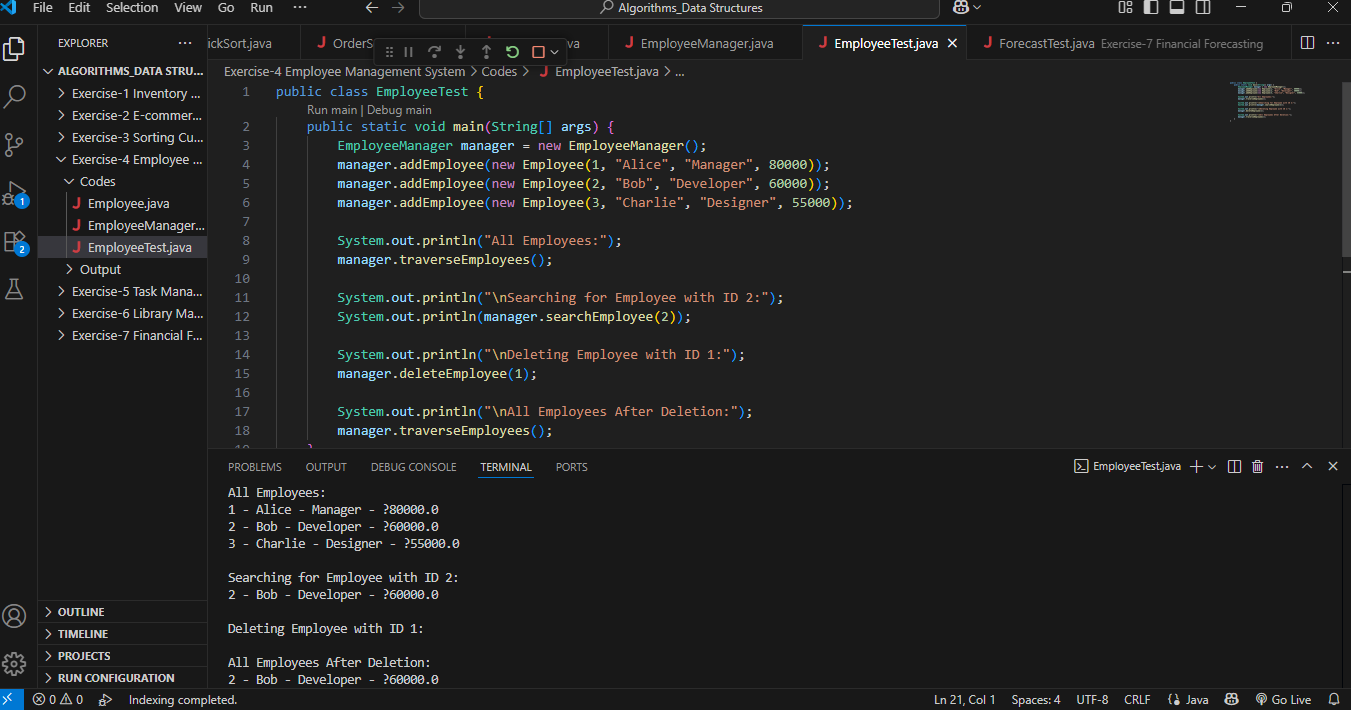 File Edit Selection View Go Run ··· Algorithms_Data Structures
EXPLORER ···
ickSort.java OrderS va EmployeeManager.java EmployeeTest.java ForecastTest.java Exercise-7 Financial Forecasting ···
ALGORITHMS_DATA STRU...
Exercise-1 Inventory ...
Exercise-2 E-commer...
Exercise-3 Sorting Cu...
Exercise-4 Employee ...
Codes
Employee.java
EmployeeManager...
EmployeeTest.java
Output
Exercise-5 Task Mana...
Exercise-6 Library Ma...
Exercise-7 Financial F...
1
2
OUTLINE
TIMELINE
PROJECTS
RUN CONFIGURATION
Exercise-4 Employee Management System > Codes > EmployeeTest.java > ...
1 public class EmployeeTest {
Run main | Debug main
2 public static void main(String[] args) {
3 EmployeeManager manager = new EmployeeManager();
4 manager.addEmployee(new Employee(1, "Alice", "Manager", 80000));
5 manager.addEmployee(new Employee(2, "Bob", "Developer", 60000));
6 manager.addEmployee(new Employee(3, "Charlie", "Designer", 55000));
7
8 System.out.println("All Employees:");
9 manager.traverseEmployees();
10
11 System.out.println("\nSearching for Employee with ID 2:");
12 System.out.println(manager.searchEmployee(2));
13
14 System.out.println("\nDeleting Employee with ID 1:");
15 manager.deleteEmployee(1);
16
17 System.out.println("\nAll Employees After Deletion:");
18 manager.traverseEmployees();
19 }
PROBLEMS OUTPUT DEBUG CONSOLE TERMINAL PORTS EmployeeTest.java ···
All Employees:
1 - Alice - Manager - ?80000.0
2 - Bob - Developer - ?60000.0
3 - Charlie - Designer - ?55000.0
Searching for Employee with ID 2:
2 - Bob - Developer - ?60000.0
Deleting Employee with ID 1:
All Employees After Deletion:
2 - Bob - Developer - ?60000.0
0 0 Indexing completed. Ln 21, Col 1 Spaces: 4 UTF-8 CRLF {} Java Go Live